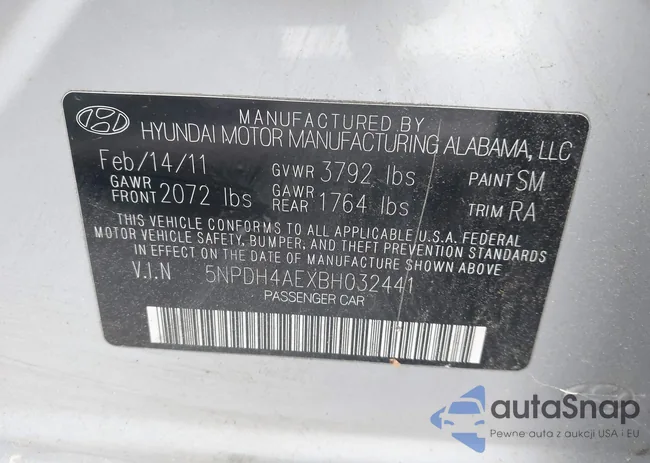 MANUFACTURED BY
HYUNDAI MOTOR MANUFACTURING ALABAMA, LLC
Feb/14/11 GVWR 3792 lbs PAINT SM
GAWR FRONT 2072 lbs GAWR REAR 1764 lbs TRIM RA
THIS VEHICLE CONFORMS TO ALL APPLICABLE U.S.A. FEDERAL
MOTOR VEHICLE SAFETY, BUMPER, AND THEFT PREVENTION STANDARDS
IN EFFECT ON THE DATE OF MANUFACTURE SHOWN ABOVE
V.I.N 5NPDH4AEXBH032441
PASSENGER CAR
autoSnap
Pewne auta z aukcji USA i EU